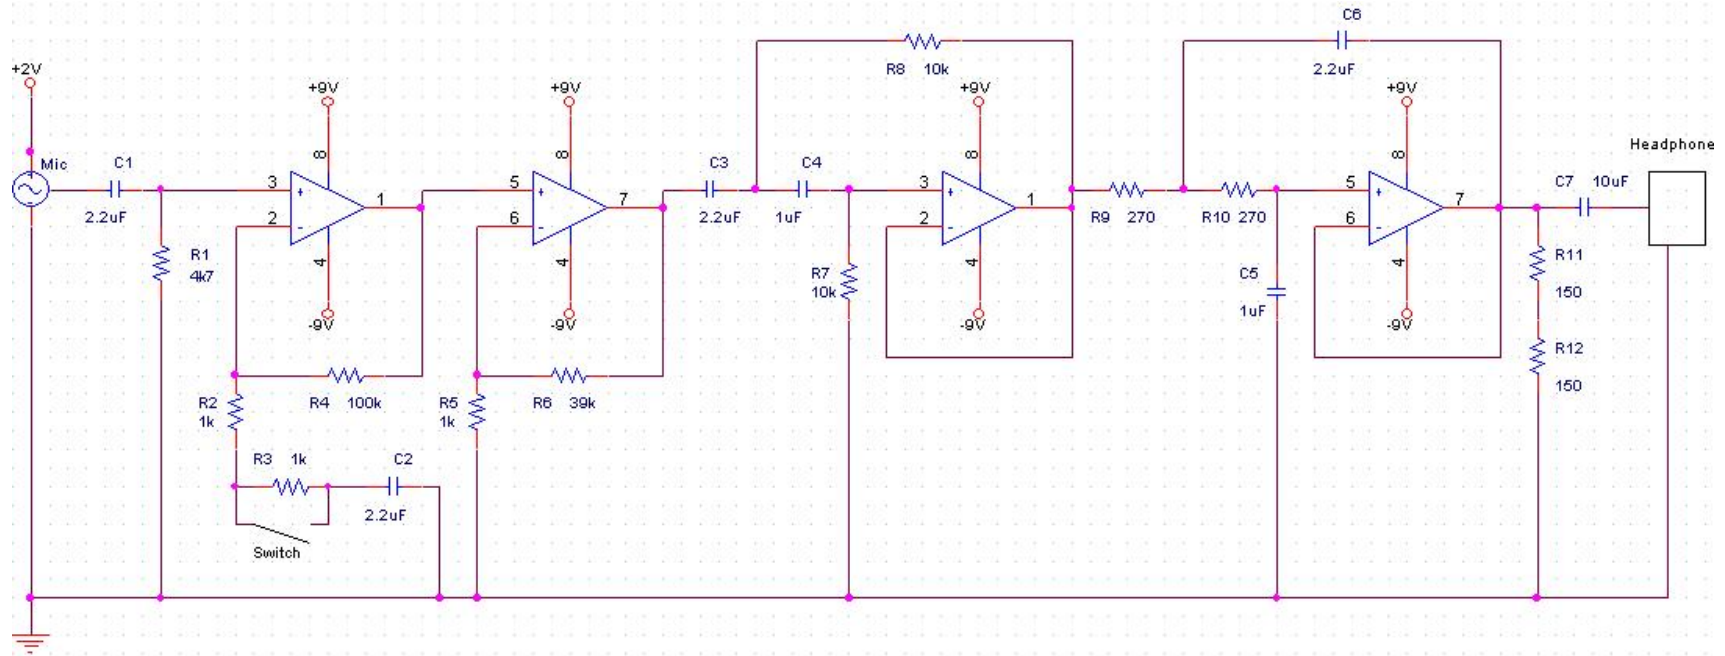 C6
2.2uF
R8 10k
+2V
+9V
+9V
+9V
+9V
8
8
8
8
Headphone
Mic
C1
2.2uF
3
2
1
4
-9V
5
6
7
4
-9V
C3
2.2uF
C4
1uF
3
2
1
4
-9V
R9 270
R10 270
5
6
7
4
-9V
C7 10uF
R1
4k7
R7
10k
C5
1uF
R11
150
R12
150
R2
1k
R4 100k
R5
1k
R6 39k
R3 1k
C2
2.2uF
Switch